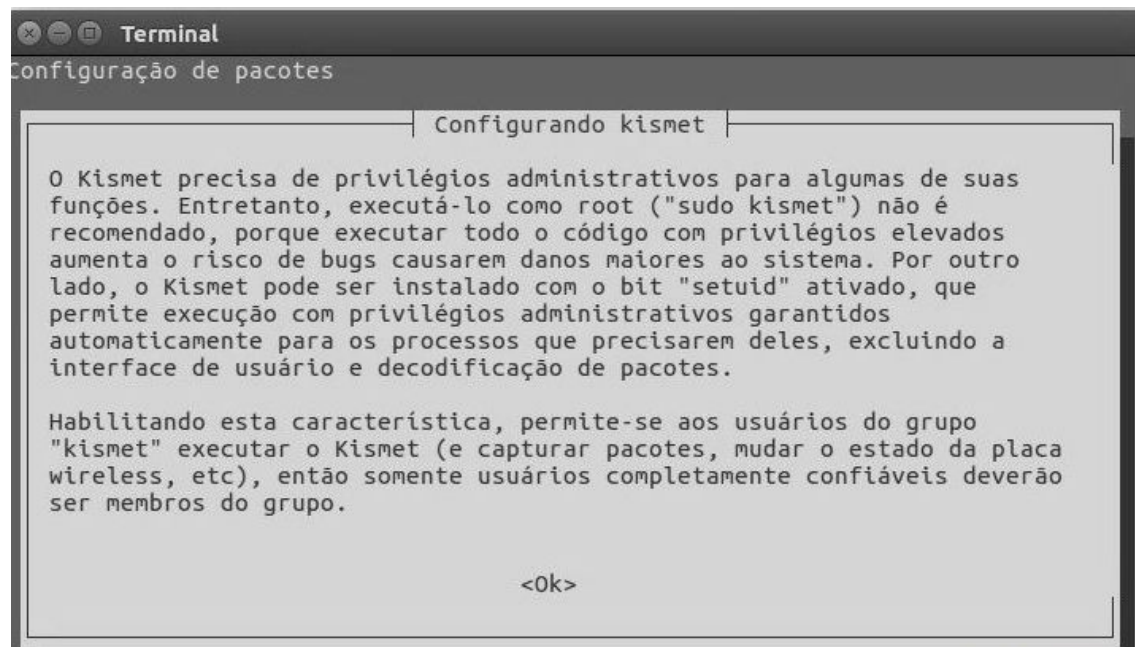 Terminal
Configuração de pacotes
Configurando kismet
O Kismet precisa de privilégios administrativos para algumas de suas
funções. Entretanto, executá-lo como root ("sudo kismet") não é
recomendado, porque executar todo o código com privilégios elevados
aumenta o risco de bugs causarem danos maiores ao sistema. Por outro
lado, o Kismet pode ser instalado com o bit "setuid" ativado, que
permite execução com privilégios administrativos garantidos
automaticamente para os processos que precisarem deles, excluindo a
interface de usuário e decodificação de pacotes.
Habilitando esta característica, permite-se aos usuários do grupo
"kismet" executar o Kismet (e capturar pacotes, mudar o estado da placa
wireless, etc), então somente usuários completamente confiáveis deverão
ser membros do grupo.
<Ok>